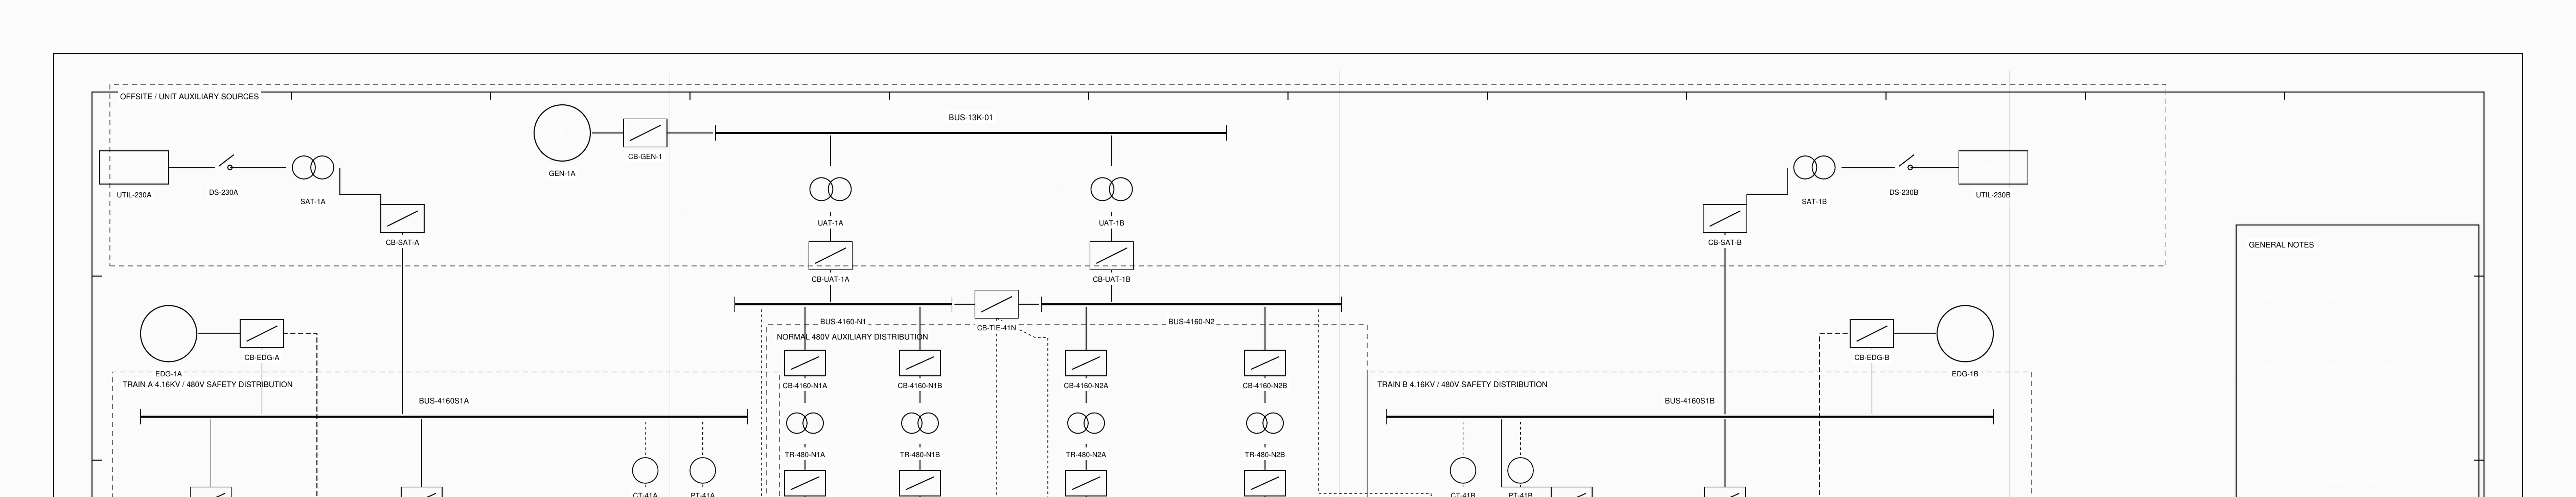 OFFSITE / UNIT AUXILIARY SOURCES
BUS-13K-01
CB-GEN-1
GEN-1A
UTIL-230A
DS-230A
SAT-1A
CB-SAT-A
UAT-1A
UAT-1B
CB-UAT-1A
CB-UAT-1B
SAT-1B
DS-230B
UTIL-230B
CB-SAT-B
GENERAL NOTES
BUS-4160-N1
CB-TIE-41N
BUS-4160-N2
NORMAL 480V AUXILIARY DISTRIBUTION
CB-EDG-A
EDG-1A
CB-EDG-B
EDG-1B
TRAIN A 4.16KV / 480V SAFETY DISTRIBUTION
CB-4160-N1A
CB-4160-N1B
CB-4160-N2A
CB-4160-N2B
TRAIN B 4.16KV / 480V SAFETY DISTRIBUTION
BUS-4160S1A
BUS-4160S1B
TR-480-N1A
TR-480-N1B
TR-480-N2A
TR-480-N2B
CT-41A
PT-41A
CT-41B
PT-41B